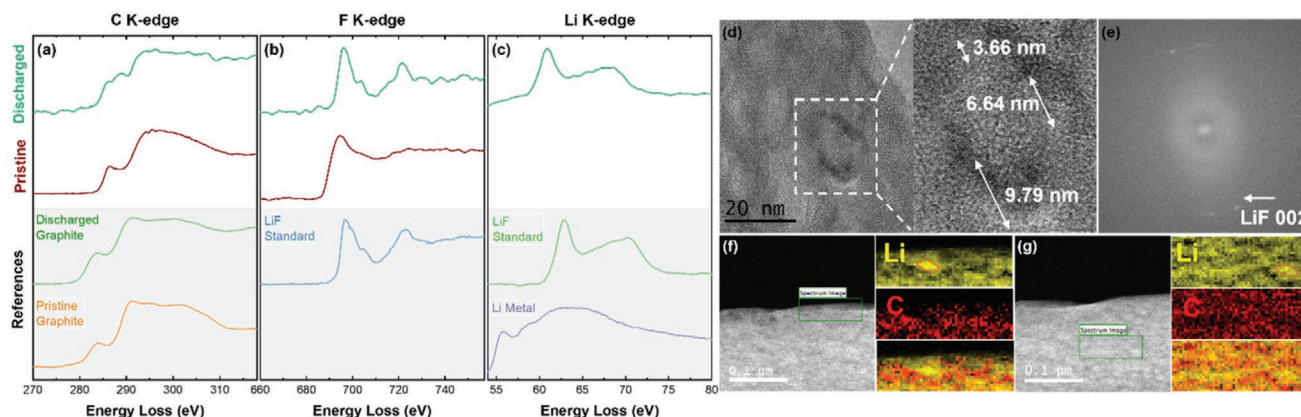 C K-edge
F K-edge
Li K-edge
(a)
(b)
(c)
Discharged
Pristine
References
Discharged
Graphite
Pristine
Graphite
LiF
Standard
LiF
Standard
Li Metal
270 280 290 300 310 660 680 700 720 740 55 60 65 70 75 80
Energy Loss (eV)
Energy Loss (eV)
Energy Loss (eV)
(d)
20 nm
3.66 nm
6.64 nm
9.79 nm
(e)
LiF 002
(f)
Spectrum Image
0.1 µm
Li
C
(g)
Spectrum Image
0.1 µm
Li
C